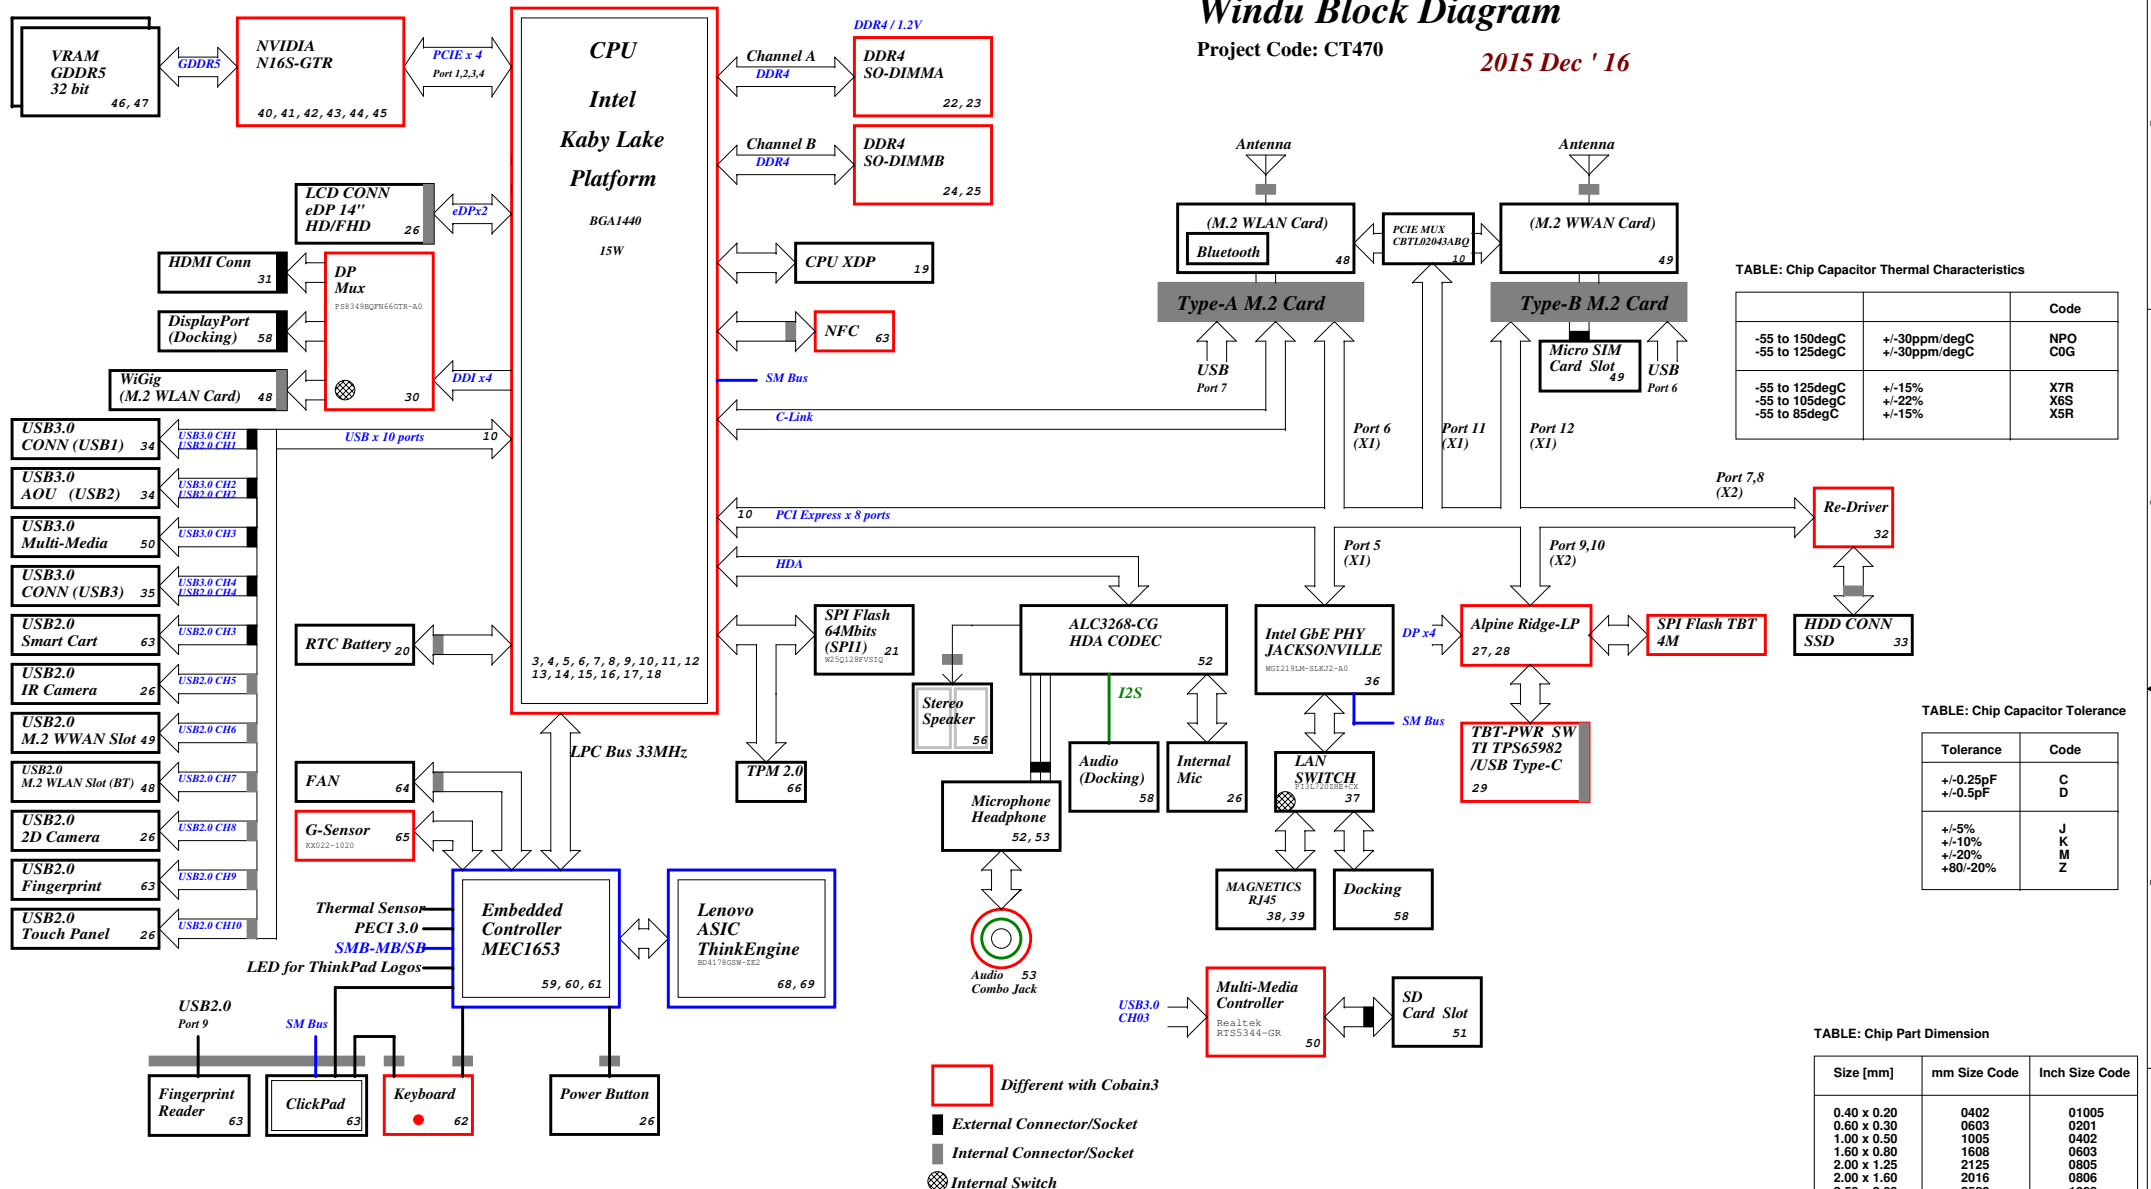 Windu Block Diagram
Project Code: CT470
2015 Dec ' 16
VRAM
GDDR5
32 bit
46,47
GDDR5
NVIDIA
N16S-GTR
40,41,42,43,44,45
PCIE x 4
Port 1,2,3,4
CPU
Intel
Kaby Lake
Platform
BGA1440
15W
3,4,5,6,7,8,9,10,11,12
13,14,15,16,17,18
DDR4 / 1.2V
Channel A
DDR4
DDR4
SO-DIMMA
22,23
Channel B
DDR4
DDR4
SO-DIMMB
24,25
LCD CONN
eDP 14"
HD/FHD
26
eDPx2
HDMI Conn
31
DisplayPort
(Docking)
58
WiGig
(M.2 WLAN Card)
48
DP
Mux
PS8349BQFN66GTR-A0
30
DDI x4
CPU XDP
19
NFC
63
SM Bus
C-Link
Antenna
Antenna
(M.2 WLAN Card)
Bluetooth
48
PCIE MUX
CBTL02043ABQ
10
(M.2 WWAN Card)
49
Type-A M.2 Card
Type-B M.2 Card
USB
Port 7
Micro SIM
Card Slot
49
USB
Port 6
TABLE: Chip Capacitor Thermal Characteristics
Code
-55 to 150degC +/-30ppm/degC NPO
-55 to 125degC +/-30ppm/degC C0G
-55 to 125degC +/-15% X7R
-55 to 105degC +/-22% X6S
-55 to 85degC +/-15% X5R
USB3.0
CONN (USB1)
34
USB3.0 CH1
USB2.0 CH1
USB x 10 ports
10
USB3.0
AOU (USB2)
34
USB3.0 CH2
USB2.0 CH2
USB3.0
Multi-Media
50
USB3.0 CH3
USB3.0
CONN (USB3)
35
USB3.0 CH4
USB2.0 CH4
USB2.0
Smart Cart
63
USB2.0 CH3
USB2.0
IR Camera
26
USB2.0 CH5
USB2.0
M.2 WWAN Slot
49
USB2.0 CH6
USB2.0
M.2 WLAN Slot (BT)
48
USB2.0 CH7
USB2.0
2D Camera
26
USB2.0 CH8
USB2.0
Fingerprint
63
USB2.0 CH9
USB2.0
Touch Panel
26
USB2.0 CH10
Port 6
(X1)
Port 11
(X1)
Port 12
(X1)
Port 7,8
(X2)
10
PCI Express x 8 ports
Re-Driver
32
Port 5
(X1)
Port 9,10
(X2)
HDA
RTC Battery
20
SPI Flash
64Mbits
(SPI1)
W25Q128FVSIQ
21
ALC3268-CG
HDA CODEC
52
Intel GbE PHY
JACKSONVILLE
WGI219LM-SLKJ2-A0
36
DP x4
Alpine Ridge-LP
27,28
SPI Flash TBT
4M
HDD CONN
SSD
33
Stereo
Speaker
56
I2S
SM Bus
TBT-PWR SW
TI TPS65982
/USB Type-C
29
LPC Bus 33MHz
TPM 2.0
66
Audio
(Docking)
58
Internal
Mic
26
LAN
SWITCH
PI3L720ZHE+CX
37
FAN
64
G-Sensor
KX022-1020
65
Microphone
Headphone
52,53
TABLE: Chip Capacitor Tolerance
Tolerance Code
+/-0.25pF C
+/-0.5pF D
+/-5% J
+/-10% K
+/-20% M
+80/-20% Z
MAGNETICS
RJ45
38,39
Docking
58
Thermal Sensor
PECI 3.0
SMB-MB/SB
LED for ThinkPad Logos
Embedded
Controller
MEC1653
59,60,61
Lenovo
ASIC
ThinkEngine
BD4178GSW-ZE2
68,69
Audio
Combo Jack
53
USB3.0
CH03
Multi-Media
Controller
Realtek
RTS5344-GR
50
SD
Card Slot
51
USB2.0
Port 9
SM Bus
Fingerprint
Reader
63
ClickPad
63
Keyboard
62
Power Button
26
Different with Cobain3
External Connector/Socket
Internal Connector/Socket
Internal Switch
TABLE: Chip Part Dimension
Size [mm] mm Size Code Inch Size Code
0.40 x 0.20 0402 01005
0.60 x 0.30 0603 0201
1.00 x 0.50 1005 0402
1.60 x 0.80 1608 0603
2.00 x 1.25 2125 0805
2.00 x 1.60 2016 0806